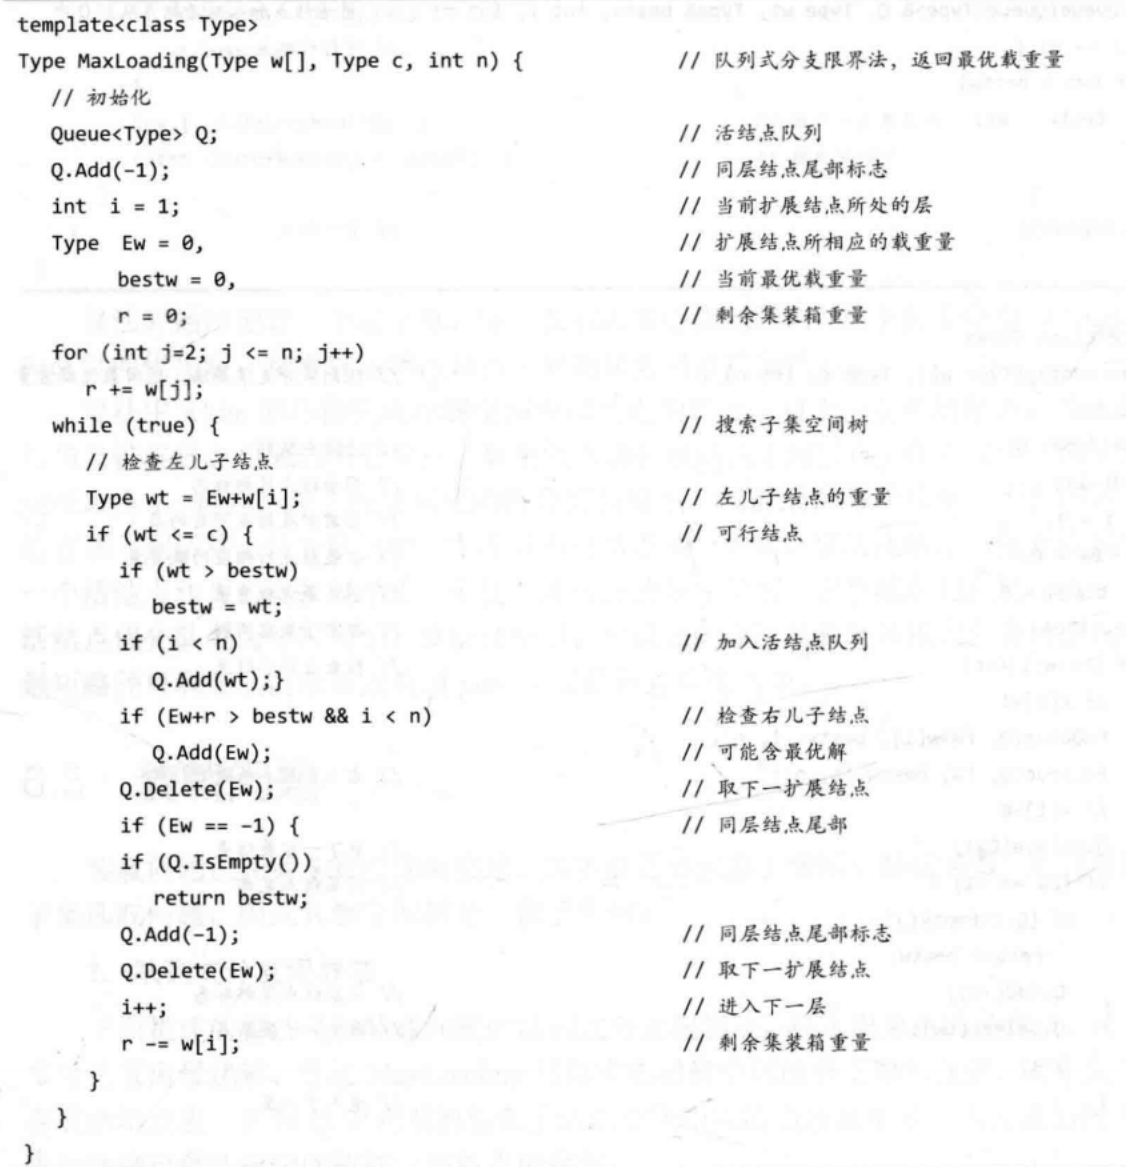 template<class Type>
Type MaxLoading(Type w[], Type c, int n) { // 队列式分支限界法，返回最优载重量
// 初始化
Queue<Type> Q; // 活结点队列
Q.Add(-1); // 同层结点尾部标志
int i = 1; // 当前扩展结点所处的层
Type Ew = 0, // 扩展结点所相应的载重量
bestw = 0, // 当前最优载重量
r = 0; // 剩余集装箱重量
for (int j=2; j <= n; j++)
r += w[j];
while (true) { // 搜索子集空间树
// 检查左儿子结点
Type wt = Ew+w[i]; // 左儿子结点的重量
if (wt <= c) { // 可行结点
if (wt > bestw)
bestw = wt;
if (i < n) // 加入活结点队列
Q.Add(wt);}
if (Ew+r > bestw && i < n) // 检查右儿子结点
Q.Add(Ew); // 可能含最优解
Q.Delete(Ew); // 取下一扩展结点
if (Ew == -1) { // 同层结点尾部
if (Q.IsEmpty())
return bestw;
Q.Add(-1); // 同层结点尾部标志
Q.Delete(Ew); // 取下一扩展结点
i++; // 进入下一层
r -= w[i]; // 剩余集装箱重量
}
}
}